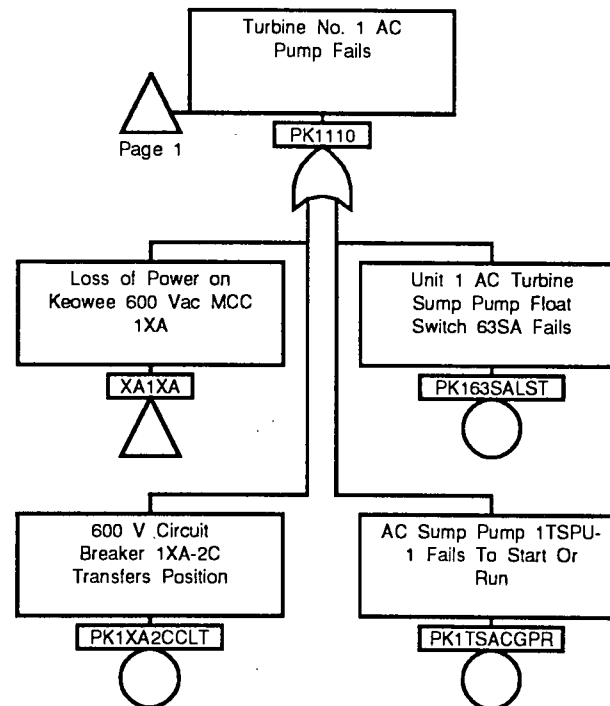 Turbine No. 1 AC
Pump Fails
Page 1
PK1110
Loss of Power on
Keowee 600 Vac MCC
1XA
XA1XA
Unit 1 AC Turbine
Sump Pump Float
Switch 63SA Fails
PK163SALST
600 V Circuit
Breaker 1XA-2C
Transfers Position
PK1XA2CCLT
AC Sump Pump 1TSPU-
1 Fails To Start Or
Run
PK1TSACGPR